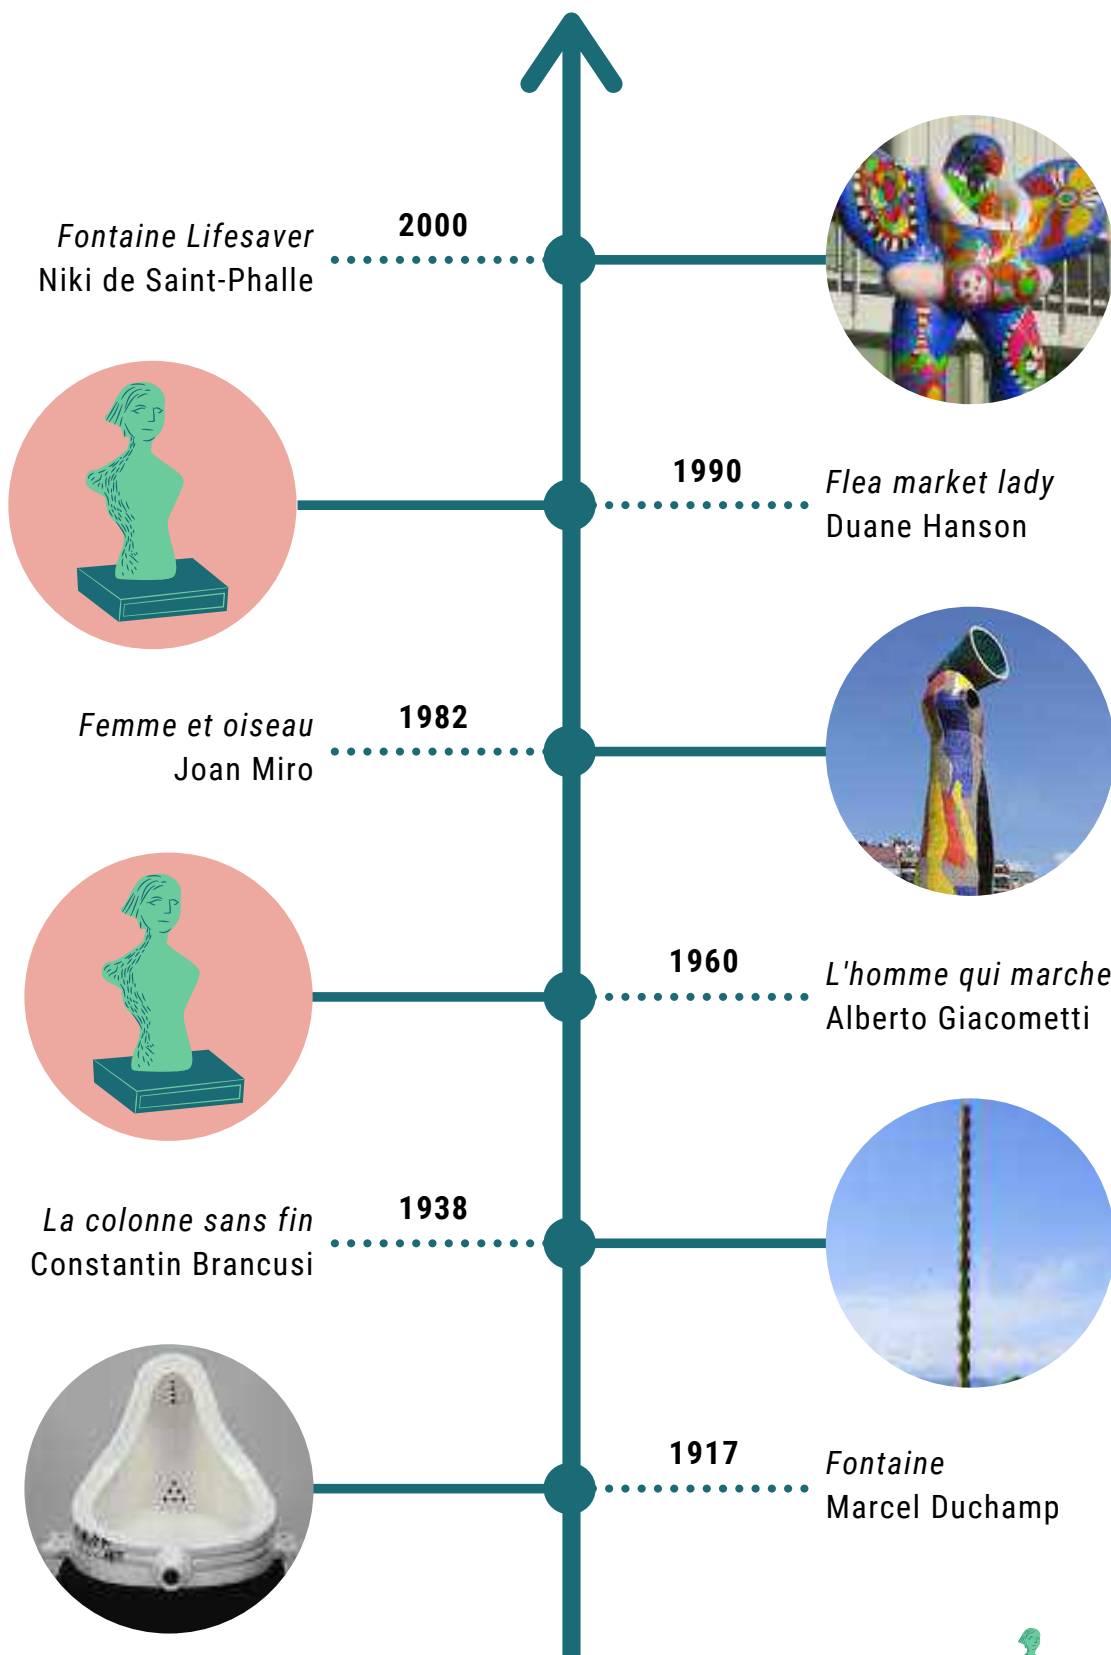 2000
Fontaine Lifesaver
Niki de Saint-Phalle
1990
Flea market lady
Duane Hanson
1982
Femme et oiseau
Joan Miro
1960
L'homme qui marche
Alberto Giacometti
1938
La colonne sans fin
Constantin Brancusi
1917
Fontaine
Marcel Duchamp